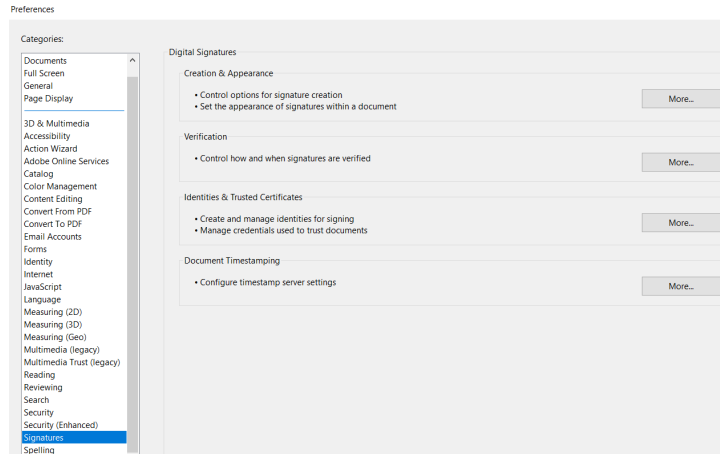 Preferences
Categories:
Documents
Full Screen
General
Page Display
3D & Multimedia
Accessibility
Action Wizard
Adobe Online Services
Catalog
Color Management
Content Editing
Convert From PDF
Convert To PDF
Email Accounts
Forms
Identity
Internet
JavaScript
Language
Measuring (2D)
Measuring (3D)
Measuring (Geo)
Multimedia (legacy)
Multimedia Trust (legacy)
Reading
Reviewing
Search
Security
Security (Enhanced)
Signatures
Spelling
Digital Signatures
Creation & Appearance
• Control options for signature creation
• Set the appearance of signatures within a document
More...
Verification
• Control how and when signatures are verified
More...
Identities & Trusted Certificates
• Create and manage identities for signing
• Manage credentials used to trust documents
More...
Document Timestamping
• Configure timestamp server settings
More...